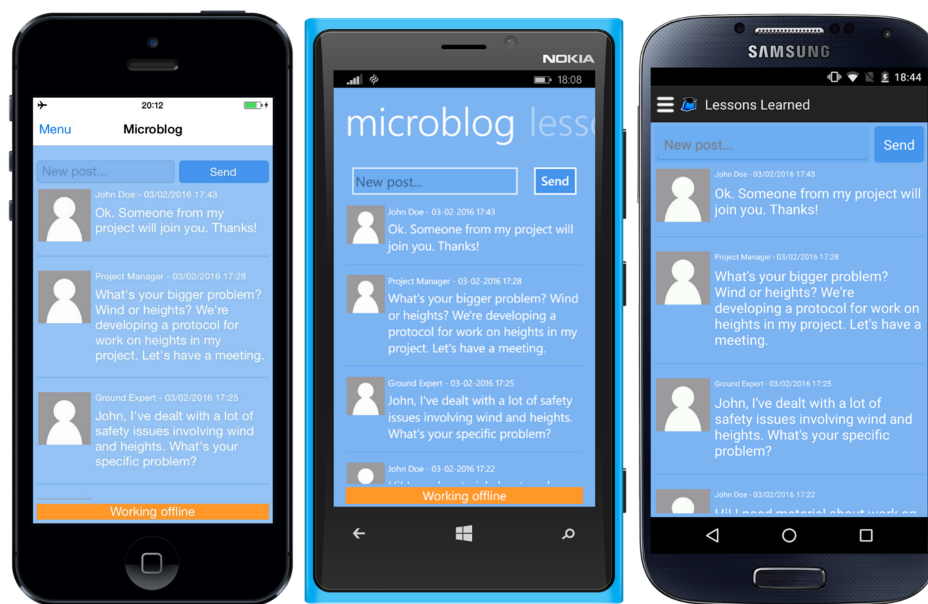 20:12
Menu
Microblog
New post...
Send
John Doe - 03/02/2016 17:43
Ok. Someone from my
project will join you. Thanks!
Project Manager - 03/02/2016 17:28
What's your bigger problem?
Wind or heights? We're
developing a protocol for
work on heights in my
project. Let's have a meeting.
Ground Expert - 03/02/2016 17:25
John, I've dealt with a lot of
safety issues involving wind
and heights. What's your
specific problem?
Working offline
NOKIA
18:08
microblog lesso
New post...
Send
John Doe - 03-02-2016 17:43
Ok. Someone from my project will
join you. Thanks!
Project Manager - 03-02-2016 17:28
What's your bigger problem? Wind
or heights? We're developing a
protocol for work on heights in my
project. Let's have a meeting.
Ground Expert - 03-02-2016 17:25
John, I've dealt with a lot of safety
issues involving wind and heights.
What's your specific problem?
John Doe - 03-02-2016 17:22
Working offline
SAMSUNG
18:44
Lessons Learned
New post...
Send
John Doe - 03/02/2016 17:43
Ok. Someone from my project will
join you. Thanks!
Project Manager - 03/02/2016 17:28
What's your bigger problem?
Wind or heights? We're
developing a protocol for work on
heights in my project. Let's have a
meeting.
Ground Expert - 03/02/2016 17:25
John, I've dealt with a lot of
safety issues involving wind and
heights. What's your specific
problem?
John Doe - 03/02/2016 17:22
Hi! I need material about work on